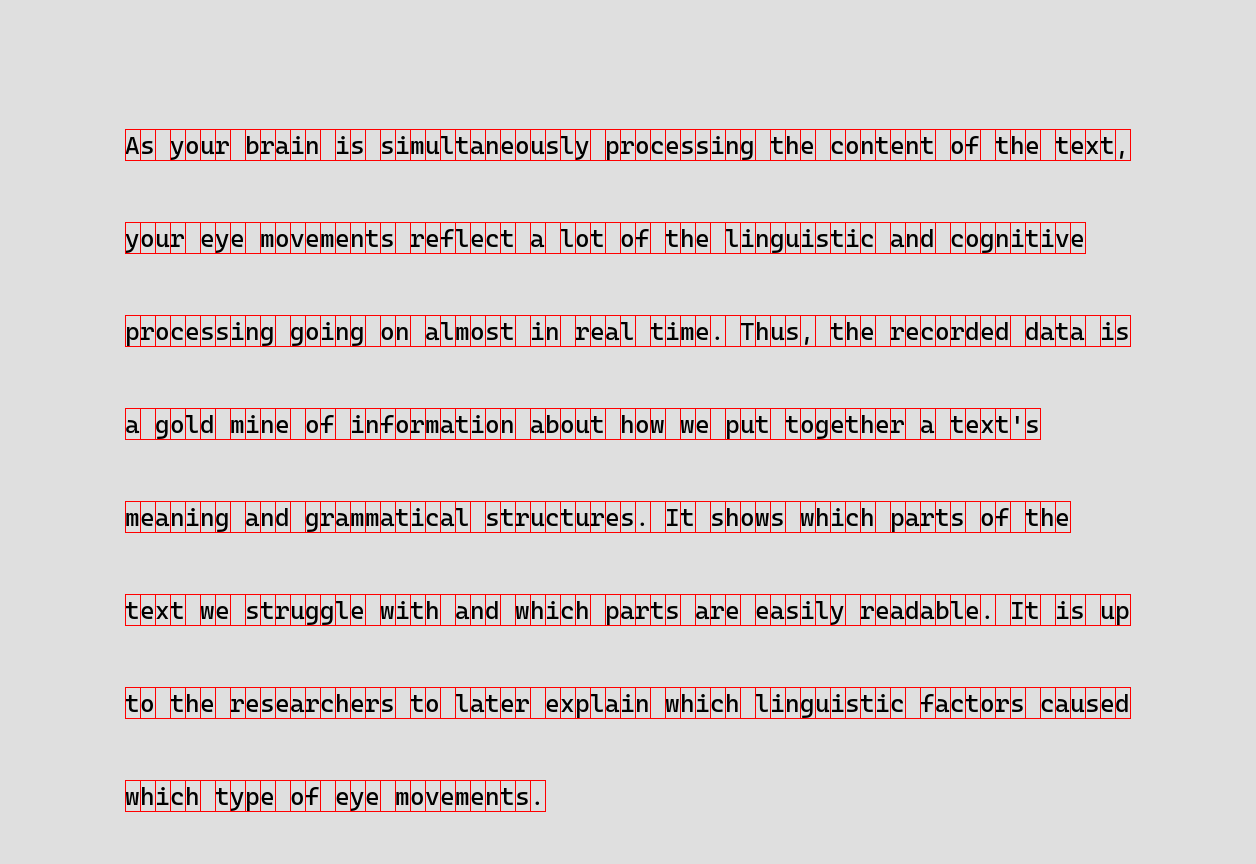 As your brain is simultaneously processing the content of the text,
your eye movements reflect a lot of the linguistic and cognitive
processing going on almost in real time. Thus, the recorded data is
a gold mine of information about how we put together a text's
meaning and grammatical structures. It shows which parts of the
text we struggle with and which parts are easily readable. It is up
to the researchers to later explain which linguistic factors caused
which type of eye movements.